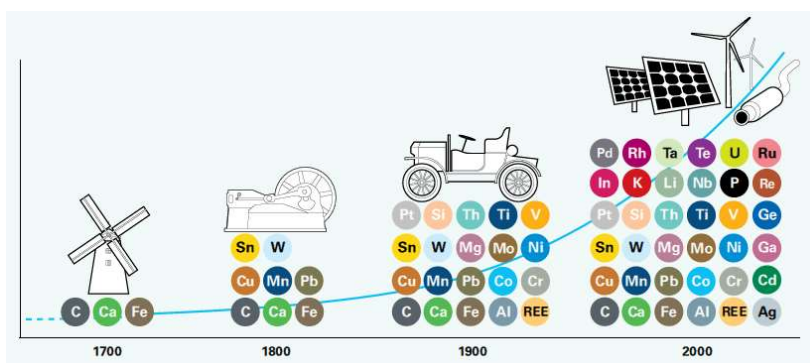 Pd Rh Ta Te U Ru
In K Li Nb P Re
Pt Si Th Ti V Pt Si Th Ti V Ge
Sn W Sn W Mg Mo Ni Sn W Mg Mo Ni Ga
Cu Mn Pb Cu Mn Pb Co Cr Cu Mn Pb Co Cr Cd
C Ca Fe C Ca Fe C Ca Fe Al REE C Ca Fe Al REE Ag
1700 1800 1900 2000